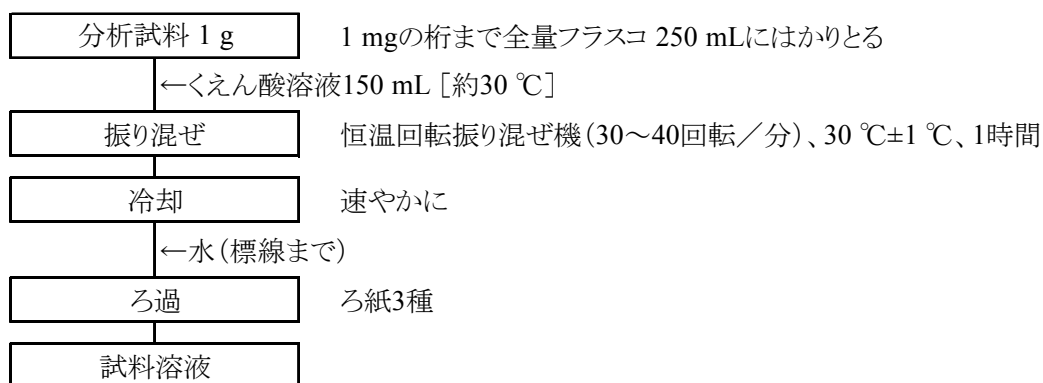 分析試料 1 g 1 mgの桁まで全量フラスコ 250 mLにはかりとる
←くえん酸溶液150 mL [約30 ℃]
振り混ぜ 恒温回転振り混ぜ機（30～40回転／分）、30 ℃±1 ℃、1時間
冷却 速やかに
←水（標線まで）
ろ過 ろ紙3種
試料溶液